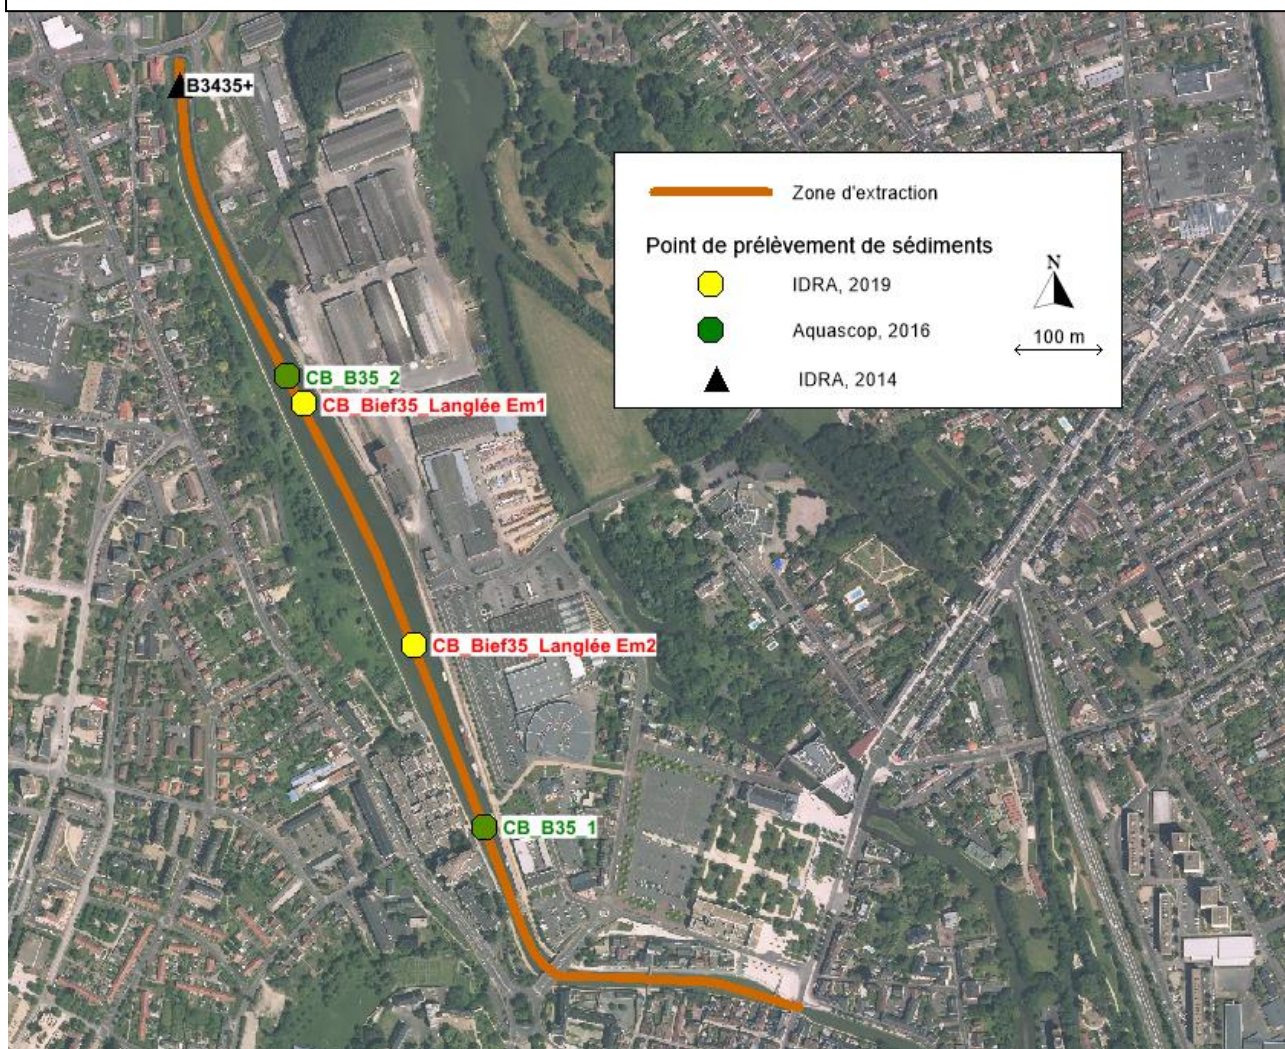 B3435+
Zone d'extraction
Point de prélèvement de sédiments
N
IDRA, 2019
Aquascop, 2016
100 m
IDRA, 2014
CB_B35_2
CB_Bief35_Langlée Em1
CB_Bief35_Langlée Em2
CB_B35_1